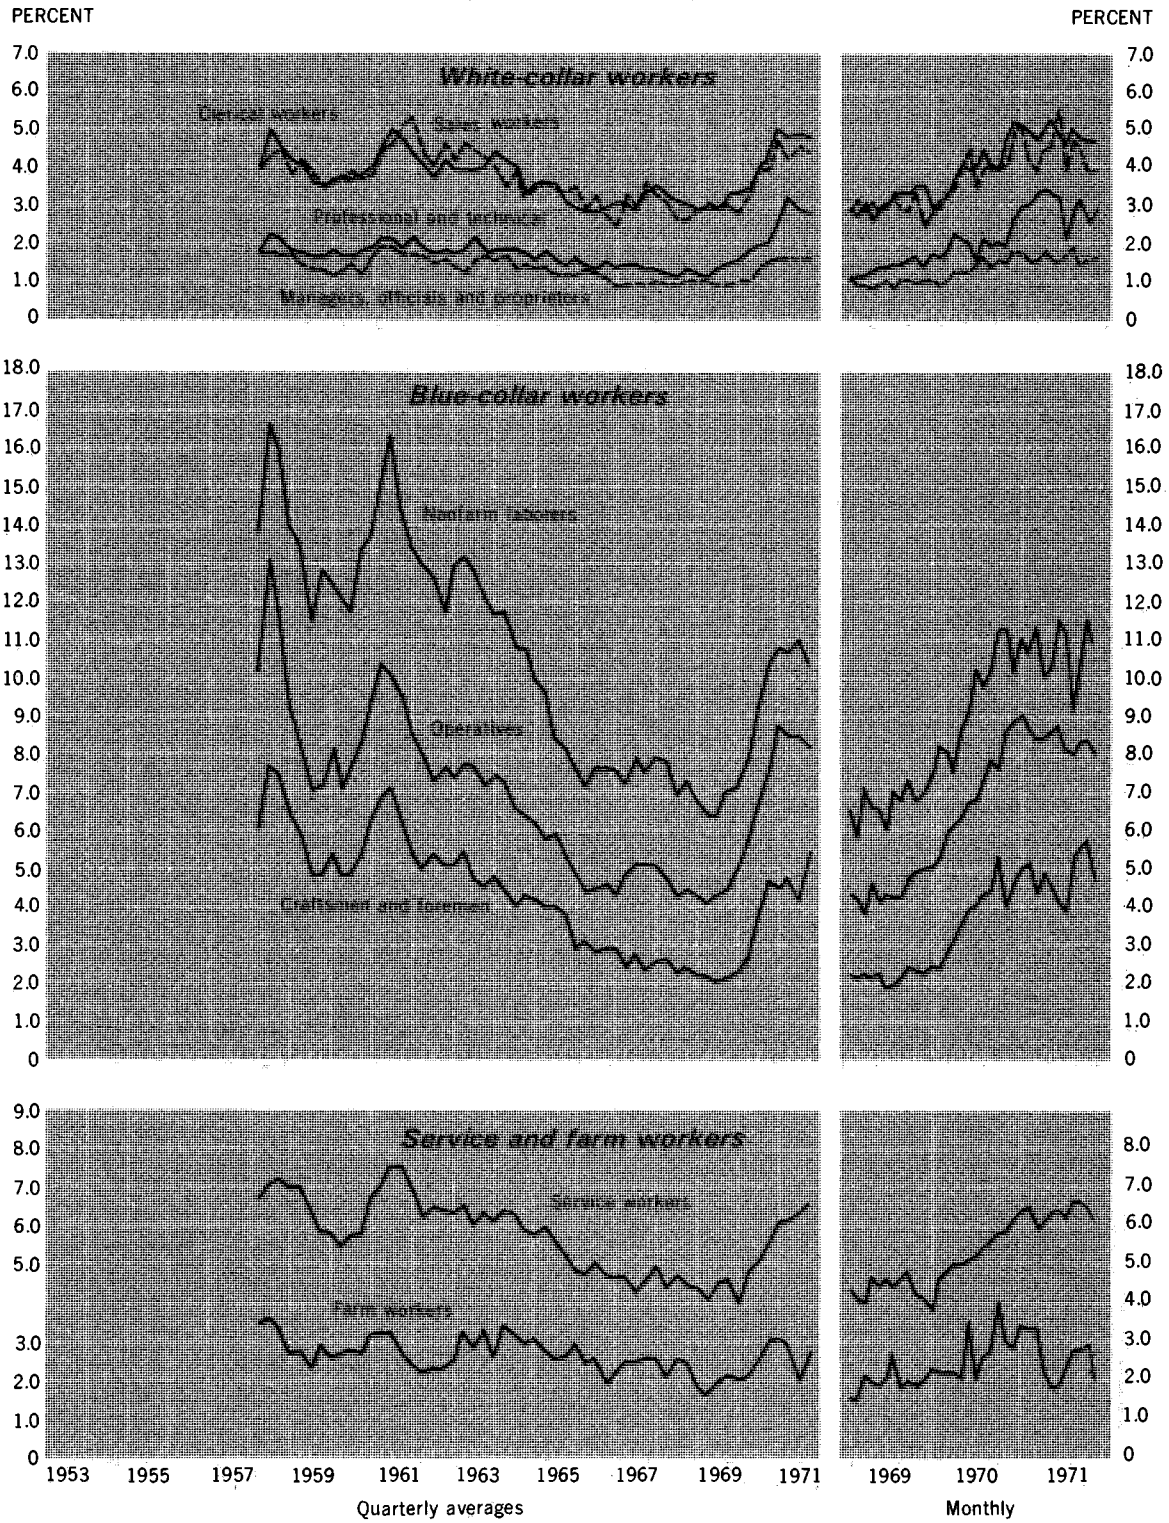 PERCENT PERCENT
7.0 7.0
White-collar workers
6.0 6.0
Clerical workers
5.0 Sales workers 5.0
4.0 4.0
3.0 3.0
Professional and technical
2.0 2.0
1.0 1.0
Managers, officials and proprietors
0 0
18.0 18.0
Blue-collar workers
17.0 17.0
16.0 16.0
15.0 15.0
Nonfarm laborers
14.0 14.0
13.0 13.0
12.0 12.0
11.0 11.0
10.0 10.0
9.0 9.0
Operatives
8.0 8.0
7.0 7.0
6.0 6.0
5.0 5.0
4.0 Craftsmen and foremen 4.0
3.0 3.0
2.0 2.0
1.0 1.0
0 0
9.0
Service and farm workers
8.0 8.0
7.0 7.0
Service workers
6.0 6.0
5.0 5.0
4.0
Farm workers
3.0 3.0
2.0 2.0
1.0 1.0
0 0
1953 1955 1957 1959 1961 1963 1965 1967 1969 1971 1969 1970 1971
Quarterly averages Monthly